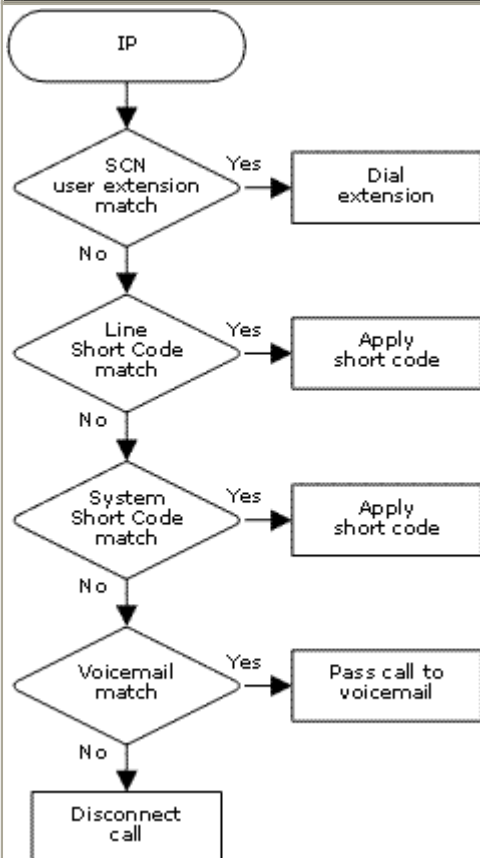 IP
SCN
user extension
match
Yes
Dial
extension
No
Line
Short Code
match
Yes
Apply
short code
No
System
Short Code
match
Yes
Apply
short code
No
Voicemail
match
Yes
Pass call to
voicemail
No
Disconnect
call